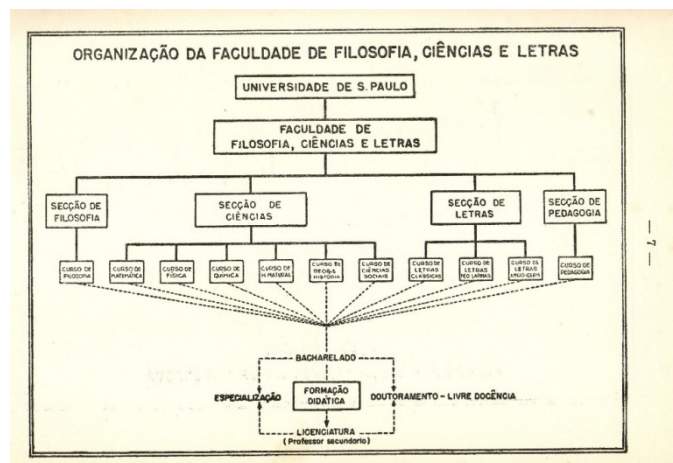 ORGANIZAÇÃO DA FACULDADE DE FILOSOFIA, CIÊNCIAS E LETRAS
UNIVERSIDADE DE S. PAULO
FACULDADE DE
FILOSOFIA, CIÊNCIAS E LETRAS
SECÇÃO DE
FILOSOFIA
SECÇÃO DE
CIÊNCIAS
SECÇÃO DE
LETRAS
SECÇÃO DE
PEDAGOGIA
CURSO DE
FILOSOFIA
CURSO DE
MATEMÁTICA
CURSO DE
FÍSICA
CURSO DE
QUÍMICA
CURSO DE
H. NATURAL
CURSO DE
GEOG. E
HISTÓRIA
CURSO DE
CIÊNCIAS
SOCIAIS
CURSO DE
LETRAS
CLÁSSICAS
CURSO DE
LETRAS
NEO LATINAS
CURSO DE
LETRAS
ANGLO-GERM.
CURSO DE
PEDAGOGIA
— 7 —
BACHARELADO
ESPECIALIZAÇÃO
FORMAÇÃO
DIDATICA
DOUTORAMENTO – LIVRE DOCÊNCIA
LICENCIATURA
(Professor secundario)